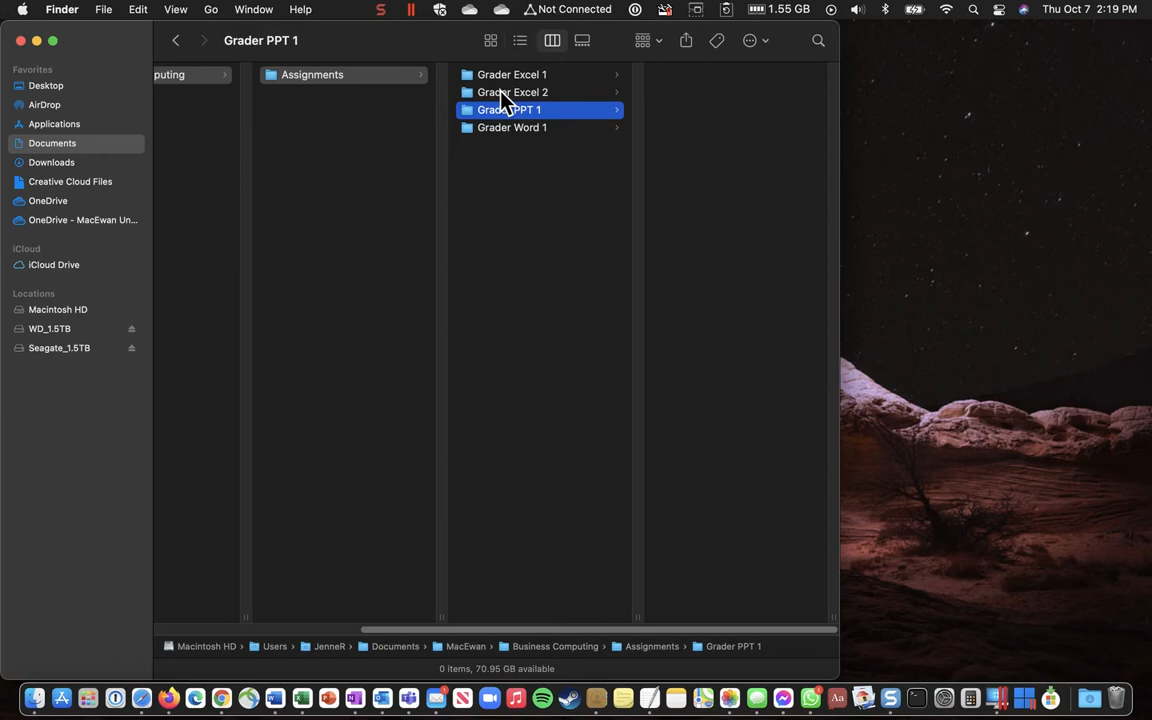 Finder File Edit View Go Window Help Not Connected 1.55 GB Thu Oct 7 2:19 PM
Grader PPT 1
Favorites
Desktop
AirDrop
Applications
Documents
Downloads
Creative Cloud Files
OneDrive
OneDrive - MacEwan Un...
iCloud
iCloud Drive
Locations
Macintosh HD
WD_1.5TB
Seagate_1.5TB
puting
Assignments
Grader Excel 1
Grader Excel 2
Grader PPT 1
Grader Word 1
Macintosh HD › Users › JenneR › Documents › MacEwan › Business Computing › Assignments › Grader PPT 1
0 items, 70.95 GB available